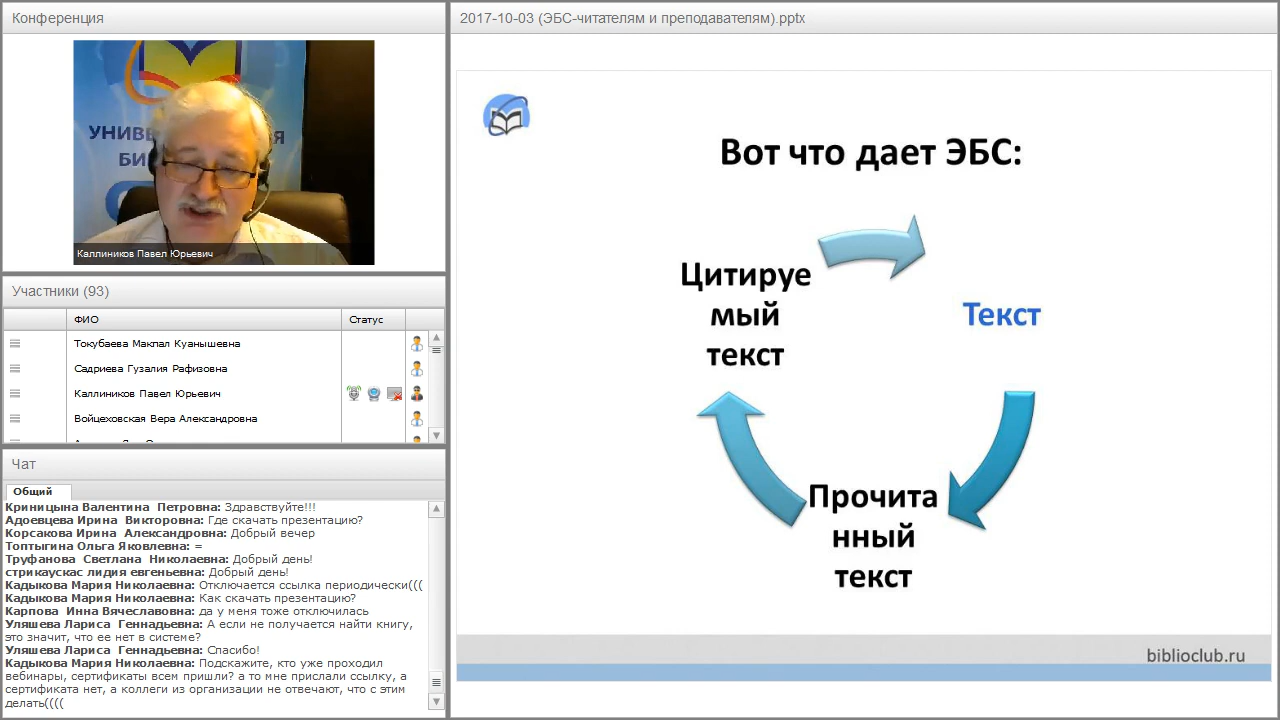 Конференция
УНИВЕ
Я
БИ
Каллиников Павел Юрьевич
Участники (93)
ФИО
Статус
Токубаева Макпал Куанышевна
Садриева Гузалия Рафизовна
Каллиников Павел Юрьевич
Войцеховская Вера Александровна
Чат
Общий
Криницына Валентина Петровна: Здравствуйте!!!
Адоевцева Ирина Викторовна: Где скачать презентацию?
Корсакова Ирина Александровна: Добрый вечер
Топтыгина Ольга Яковлевна: =
Труфанова Светлана Николаевна: Добрый день!
стрикаускас лидия евгеньевна: Добрый день!
Кадыкова Мария Николаевна: Отключается ссылка периодически(((
Кадыкова Мария Николаевна: Как скачать презентацию?
Карпова Инна Вячеславовна: да у меня тоже отключилась
Уляшева Лариса Геннадьевна: А если не получается найти книгу,
это значит, что ее нет в системе?
Уляшева Лариса Геннадьевна: Спасибо!
Кадыкова Мария Николаевна: Подскажите, кто уже проходил
вебинары, сертификаты всем пришли? а то мне прислали ссылку, а
сертификата нет, а коллеги в организации не отвечают, что с этим
делать((((
2017-10-03 (ЭБС-читателям и преподавателям).pptx
Вот что дает ЭБС:
Цитируе
мый
текст
Текст
Прочита
нный
текст
biblioclub.ru